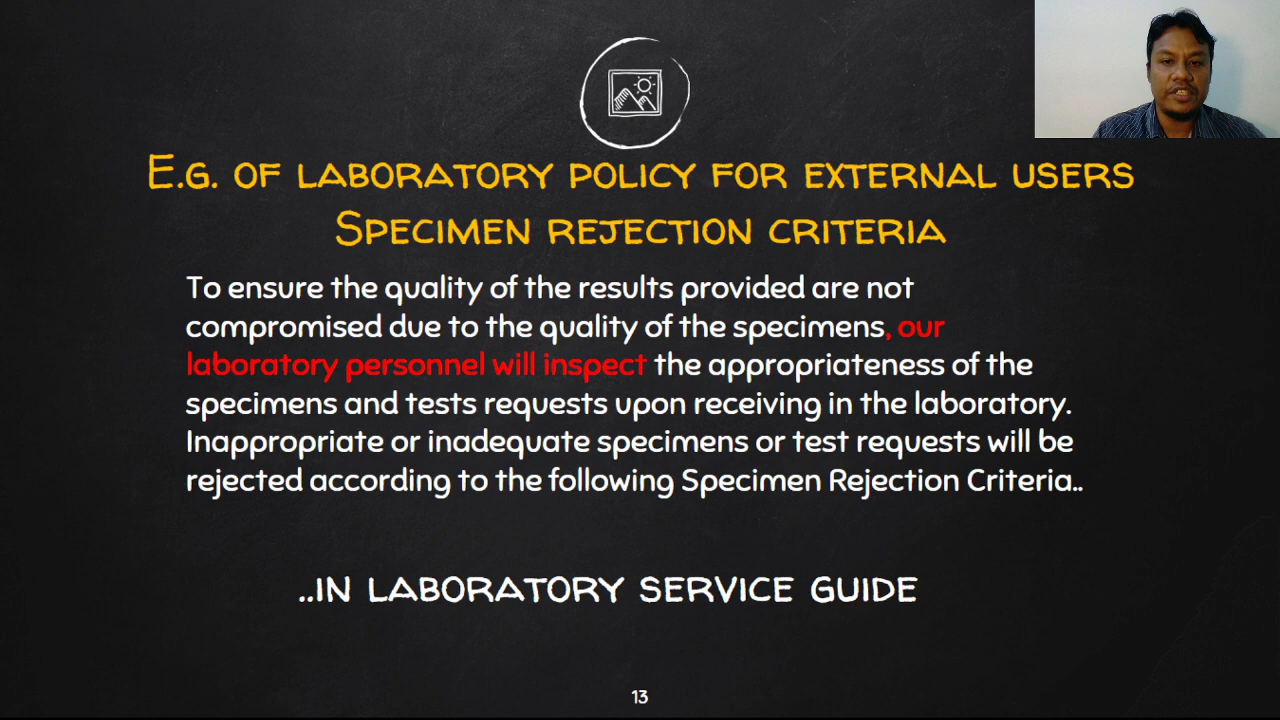 E.g. of laboratory policy for external users
Specimen rejection criteria
To ensure the quality of the results provided are not
compromised due to the quality of the specimens, our
laboratory personnel will inspect the appropriateness of the
specimens and tests requests upon receiving in the laboratory.
Inappropriate or inadequate specimens or test requests will be
rejected according to the following Specimen Rejection Criteria..
..in laboratory service guide
13